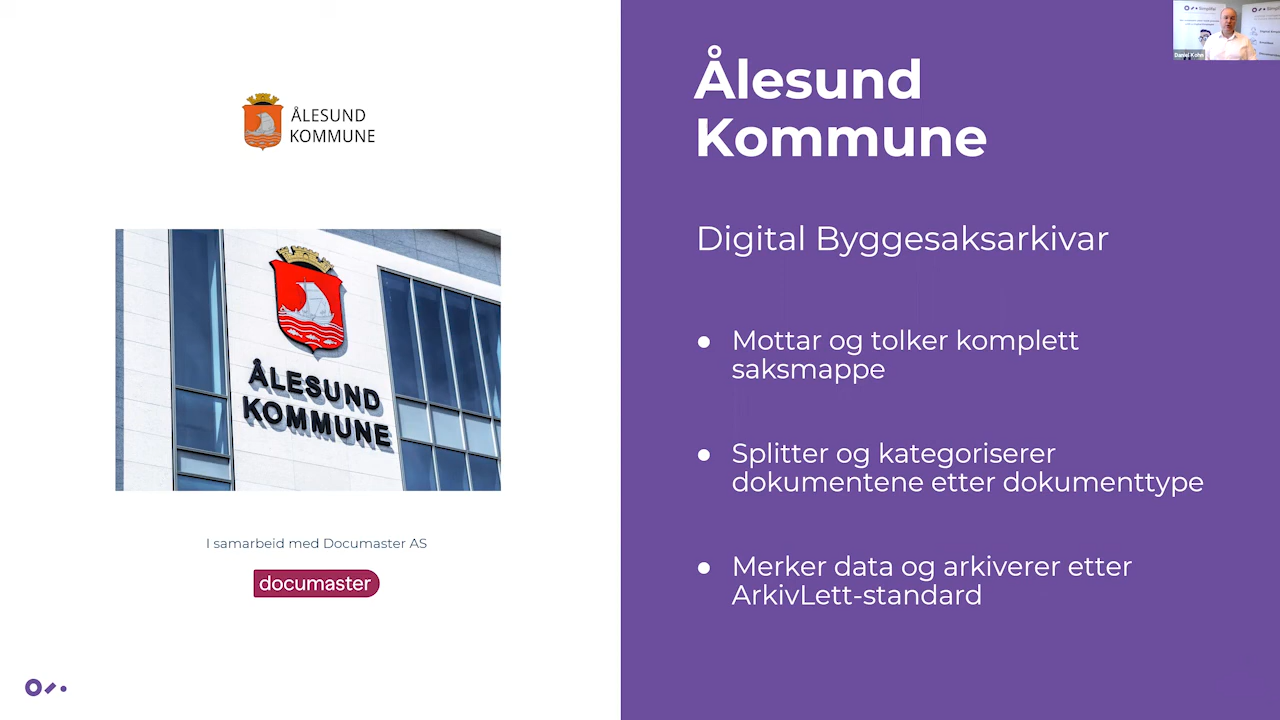 ÅLESUND
KOMMUNE
ÅLESUND
KOMMUNE
I samarbeid med Documaster AS
documaster
Ålesund
Kommune
Digital Byggesaksarkivar
● Mottar og tolker komplett
saksmappe
● Splitter og kategoriserer
dokumentene etter dokumenttype
● Merker data og arkiverer etter
ArkivLett-standard
Simplifai